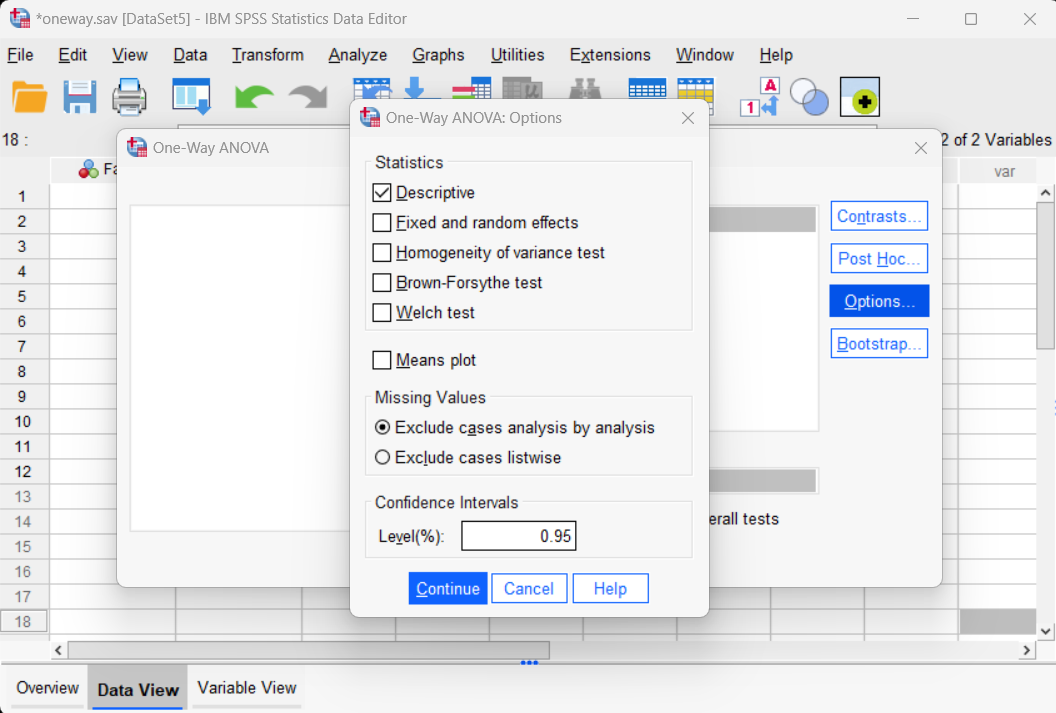 *oneway.sav [DataSet5] - IBM SPSS Statistics Data Editor
File Edit View Data Transform Analyze Graphs Utilities Extensions Window Help
1 A
18 :
2 of 2 Variables
One-Way ANOVA
One-Way ANOVA: Options
Fa
var
Statistics
Descriptive
Fixed and random effects
Homogeneity of variance test
Brown-Forsythe test
Welch test
Means plot
Missing Values
Exclude cases analysis by analysis
Exclude cases listwise
Confidence Intervals
Level(%): 0.95
Continue Cancel Help
Contrasts...
Post Hoc...
Options...
Bootstrap...
erall tests
1
2
3
4
5
6
7
8
9
10
11
12
13
14
15
16
17
18
Overview Data View Variable View